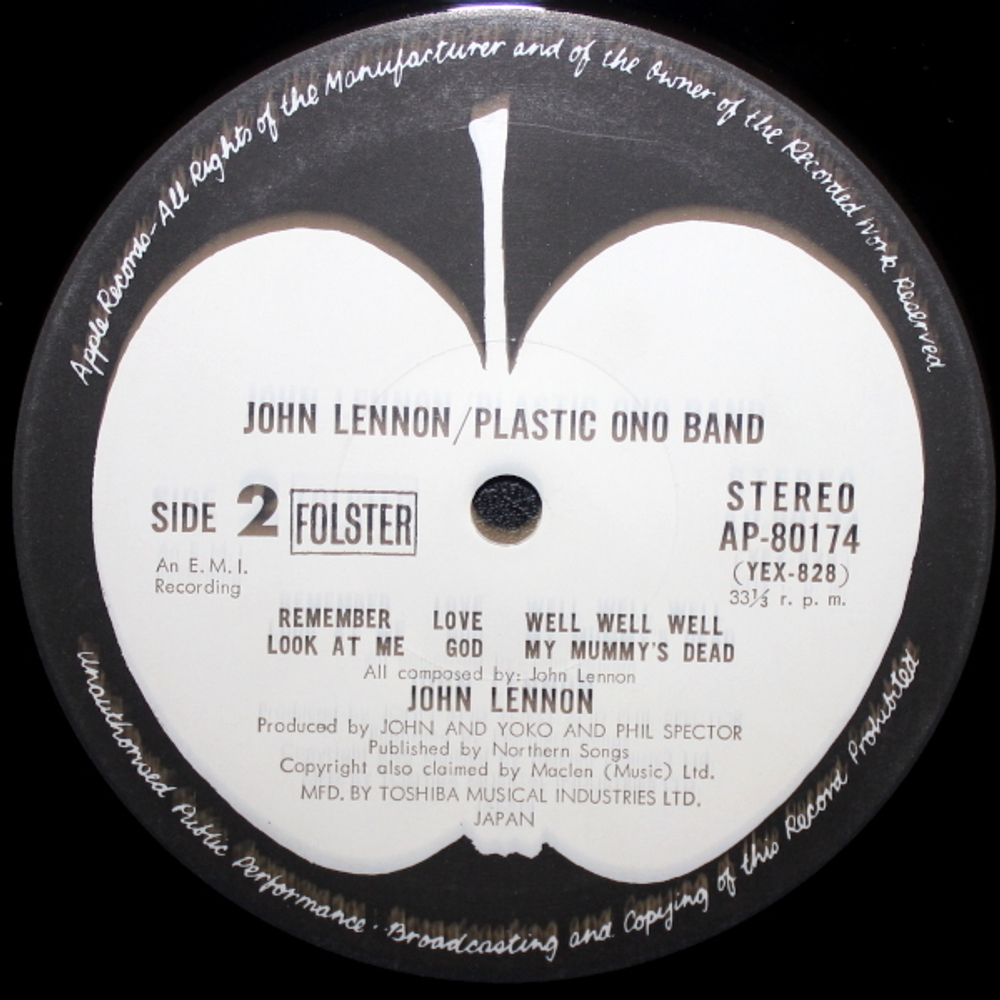 Apple Records-All Rights of the Manufacturer and of the Owner of the Recorded Work Reserved
JOHN LENNON/PLASTIC ONO BAND
SIDE 2 FOLSTER
STEREO
AP-80174
(YEX-828)
33⅓ r. p. m.
An E. M. I.
Recording
REMEMBER LOVE WELL WELL WELL
LOOK AT ME GOD MY MUMMY'S DEAD
All composed by: John Lennon
JOHN LENNON
Produced by JOHN AND YOKO AND PHIL SPECTOR
Published by Northern Songs
Copyright also claimed by Maclen (Music) Ltd.
MFD. BY TOSHIBA MUSICAL INDUSTRIES LTD.
JAPAN
Unauthorised Public Performance · Broadcasting and Copying of this Record Prohibited